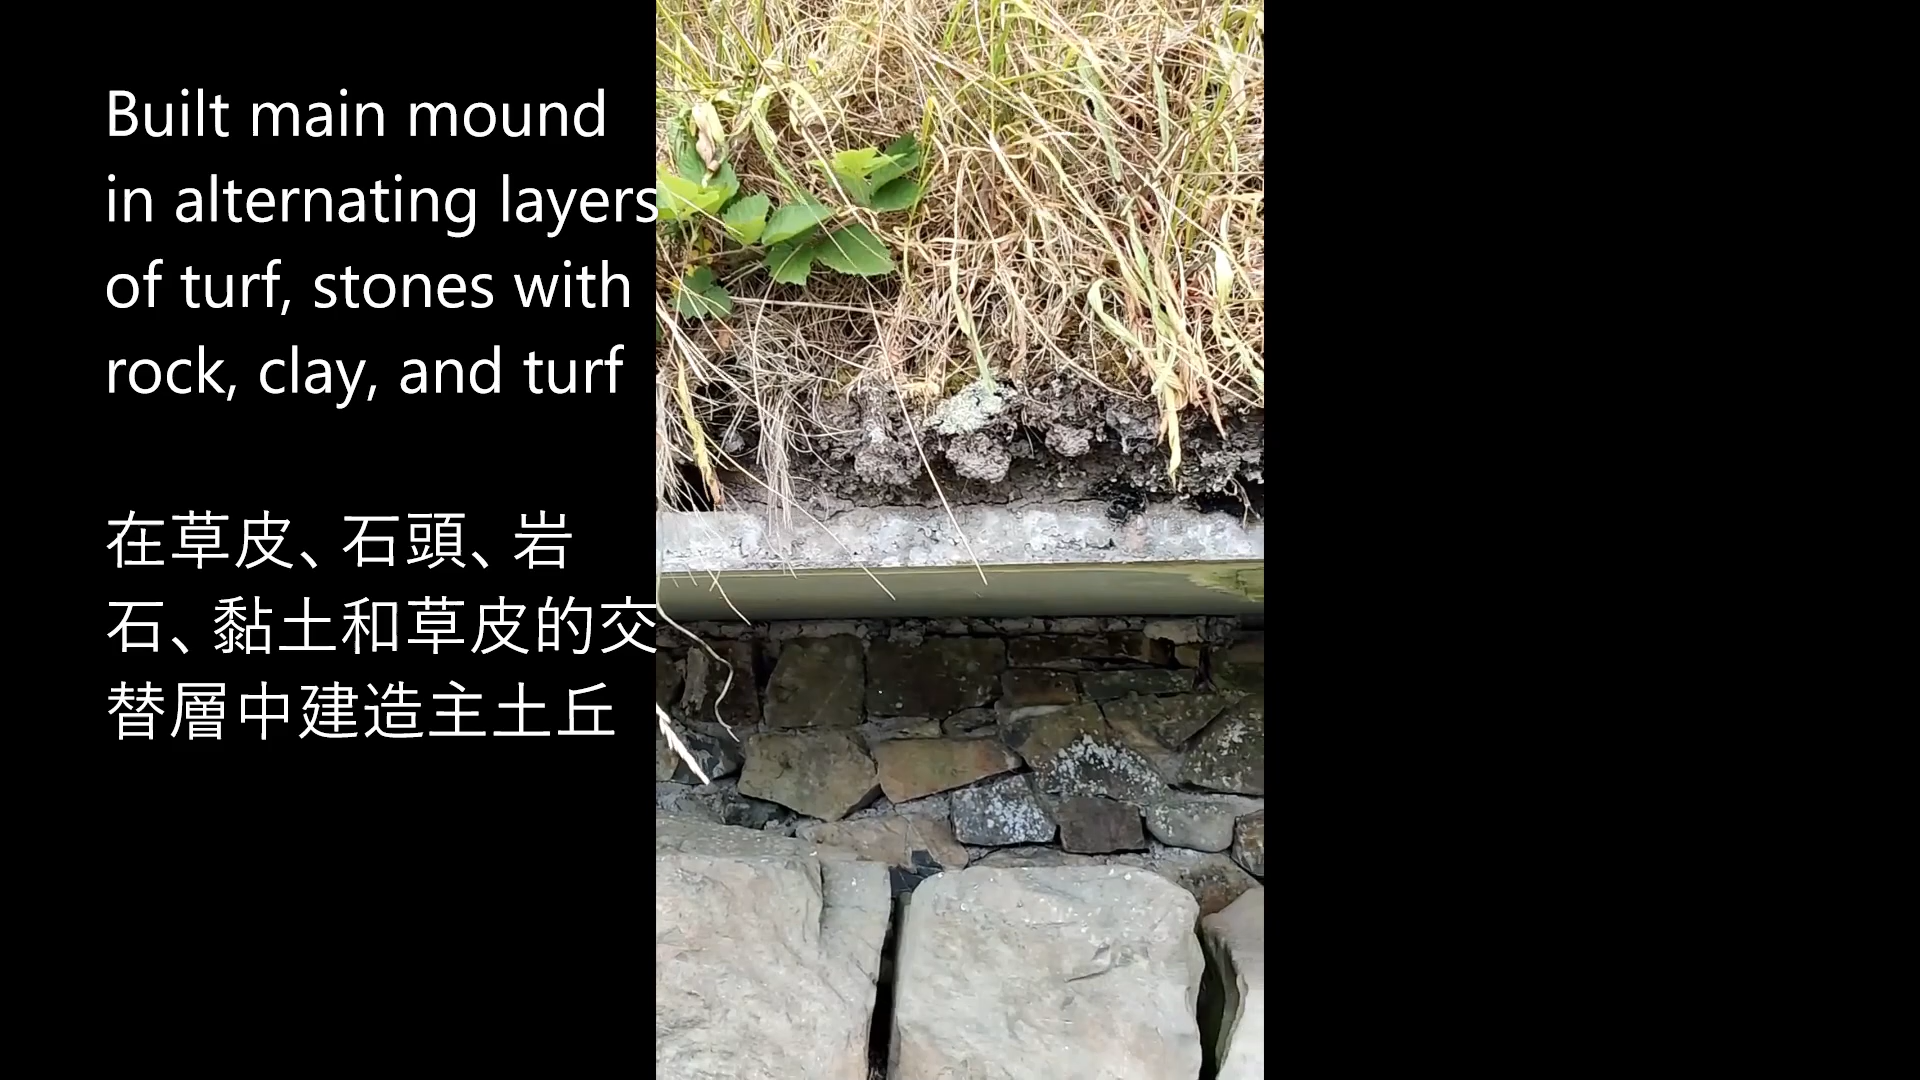 Built main mound
in alternating layers
of turf, stones with
rock, clay, and turf
在草皮、石頭、岩
石、黏土和草皮的交
替層中建造主土丘